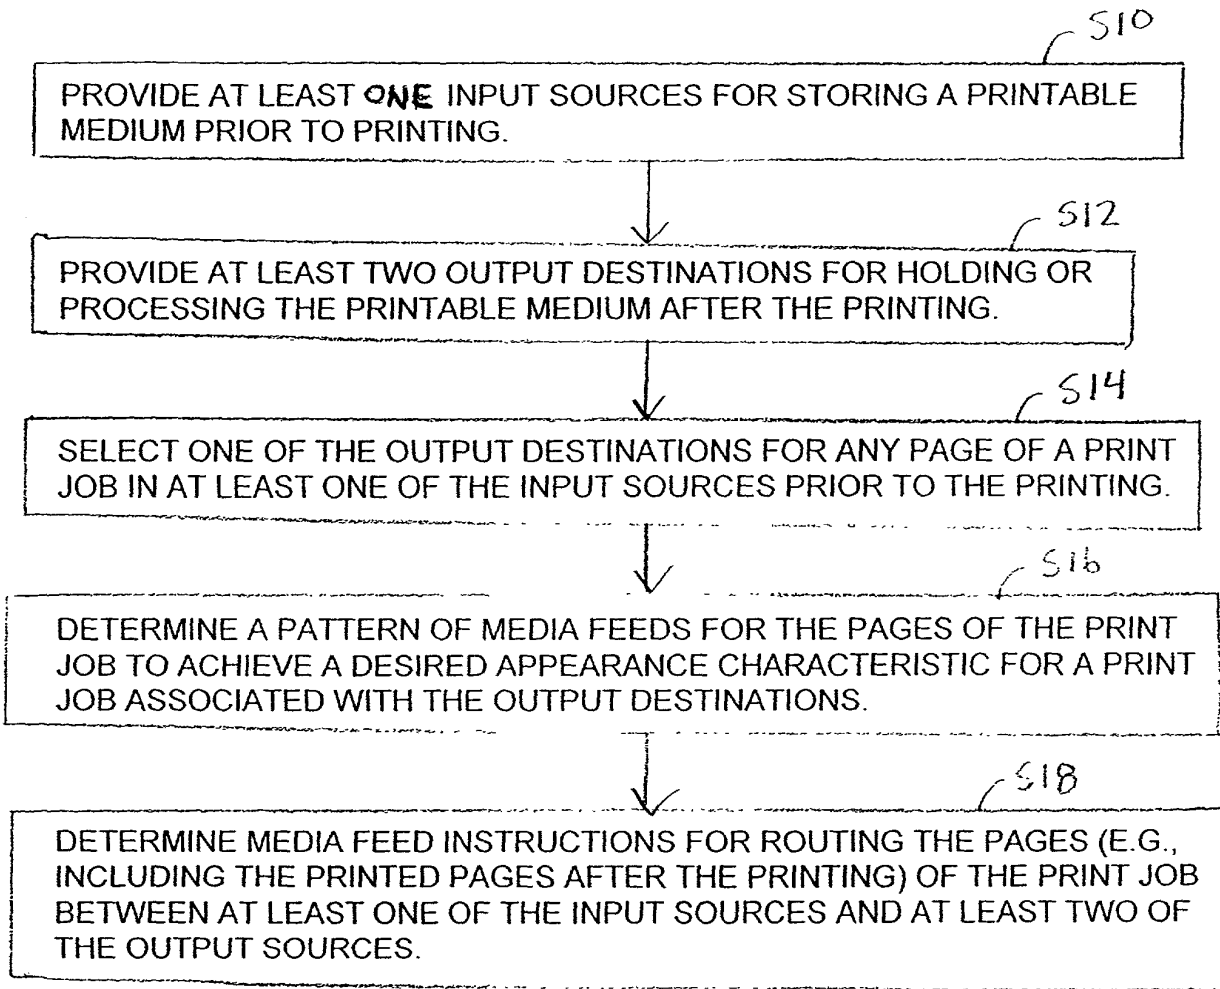 S10
PROVIDE AT LEAST ONE INPUT SOURCES FOR STORING A PRINTABLE
MEDIUM PRIOR TO PRINTING.
S12
PROVIDE AT LEAST TWO OUTPUT DESTINATIONS FOR HOLDING OR
PROCESSING THE PRINTABLE MEDIUM AFTER THE PRINTING.
S14
SELECT ONE OF THE OUTPUT DESTINATIONS FOR ANY PAGE OF A PRINT
JOB IN AT LEAST ONE OF THE INPUT SOURCES PRIOR TO THE PRINTING.
S16
DETERMINE A PATTERN OF MEDIA FEEDS FOR THE PAGES OF THE PRINT
JOB TO ACHIEVE A DESIRED APPEARANCE CHARACTERISTIC FOR A PRINT
JOB ASSOCIATED WITH THE OUTPUT DESTINATIONS.
S18
DETERMINE MEDIA FEED INSTRUCTIONS FOR ROUTING THE PAGES (E.G.,
INCLUDING THE PRINTED PAGES AFTER THE PRINTING) OF THE PRINT JOB
BETWEEN AT LEAST ONE OF THE INPUT SOURCES AND AT LEAST TWO OF
THE OUTPUT SOURCES.